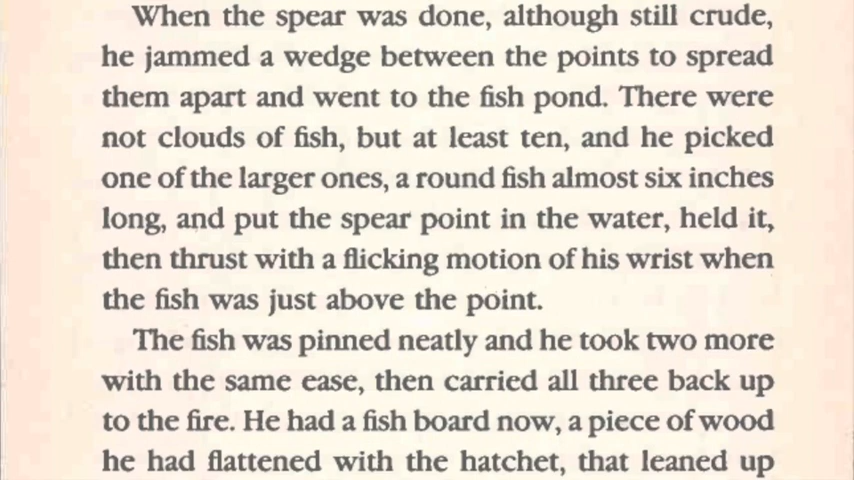 When the spear was done, although still crude,
he jammed a wedge between the points to spread
them apart and went to the fish pond. There were
not clouds of fish, but at least ten, and he picked
one of the larger ones, a round fish almost six inches
long, and put the spear point in the water, held it,
then thrust with a flicking motion of his wrist when
the fish was just above the point.
The fish was pinned neatly and he took two more
with the same ease, then carried all three back up
to the fire. He had a fish board now, a piece of wood
he had flattened with the hatchet, that leaned up